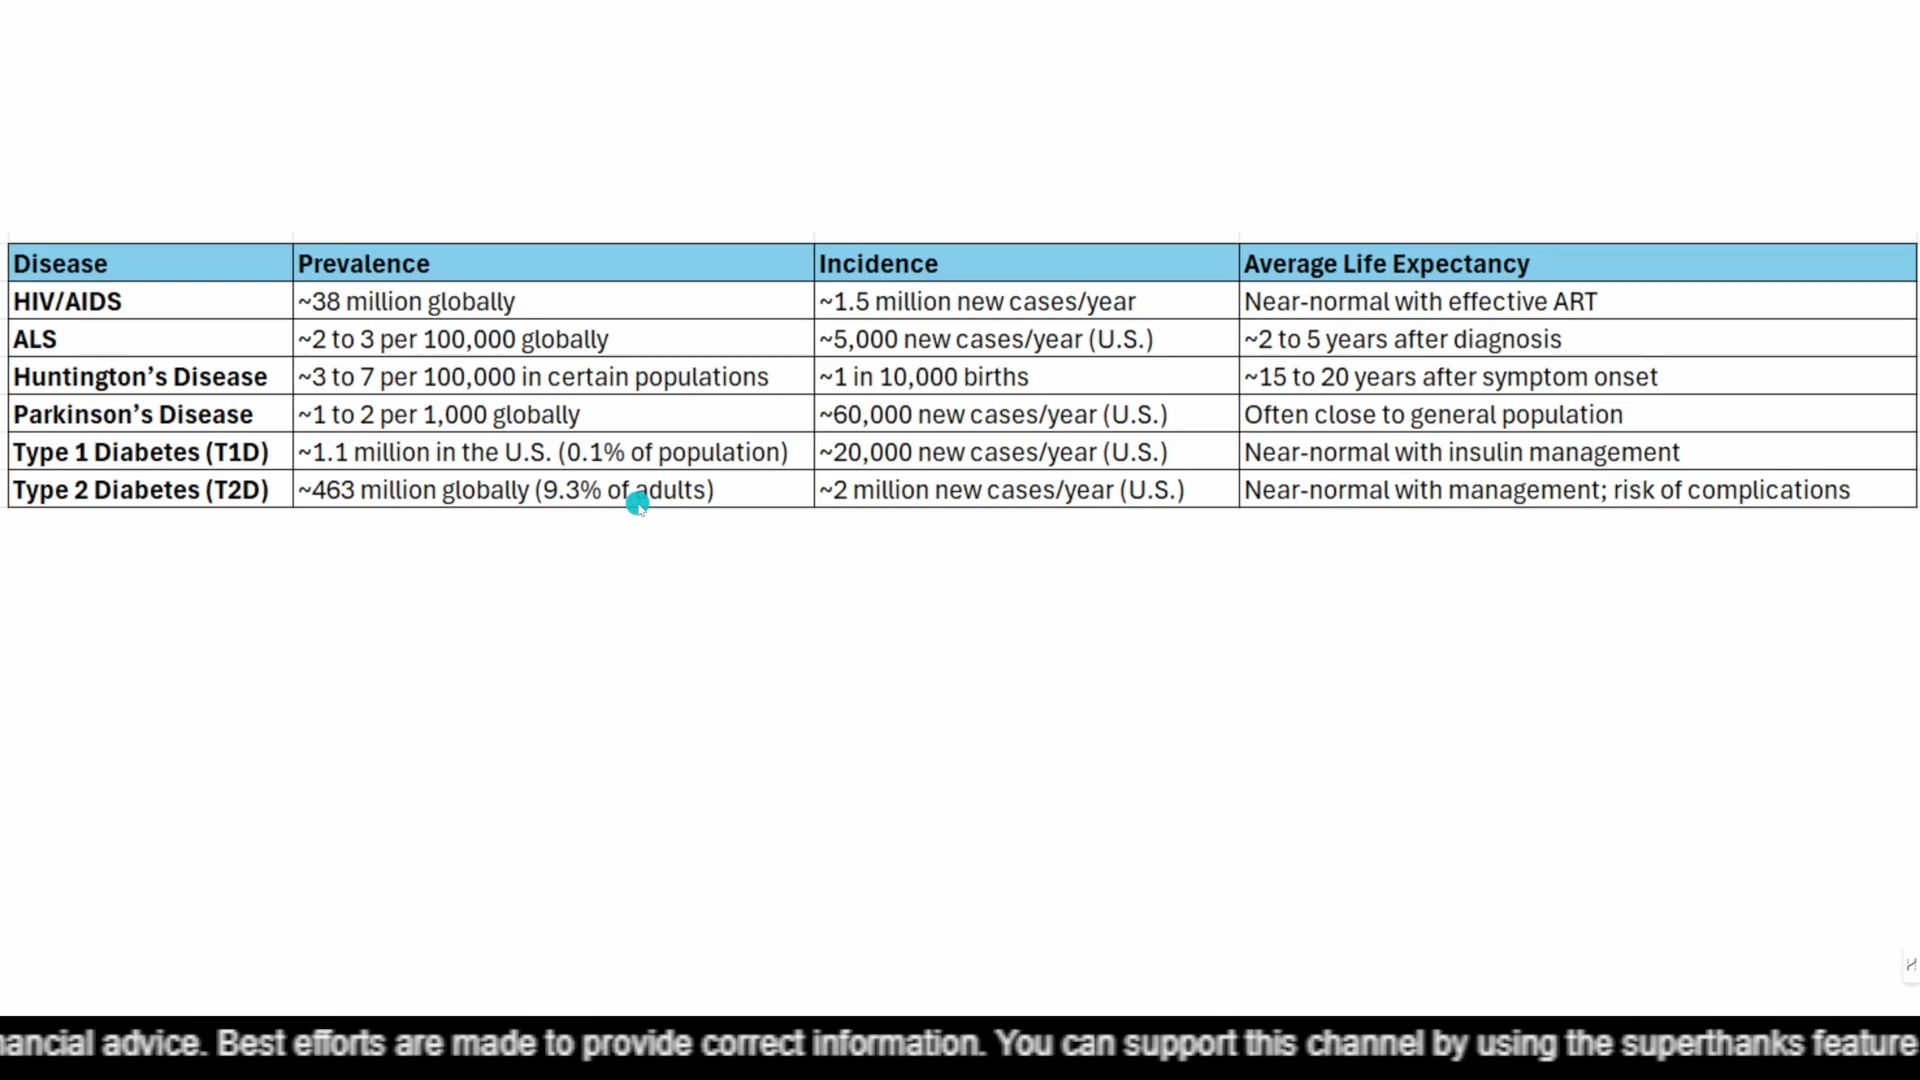 Disease Prevalence Incidence Average Life Expectancy
HIV/AIDS ~38 million globally ~1.5 million new cases/year Near-normal with effective ART
ALS ~2 to 3 per 100,000 globally ~5,000 new cases/year (U.S.) ~2 to 5 years after diagnosis
Huntington’s Disease ~3 to 7 per 100,000 in certain populations ~1 in 10,000 births ~15 to 20 years after symptom onset
Parkinson’s Disease ~1 to 2 per 1,000 globally ~60,000 new cases/year (U.S.) Often close to general population
Type 1 Diabetes (T1D) ~1.1 million in the U.S. (0.1% of population) ~20,000 new cases/year (U.S.) Near-normal with insulin management
Type 2 Diabetes (T2D) ~463 million globally (9.3% of adults) ~2 million new cases/year (U.S.) Near-normal with management; risk of complications
nancial advice. Best efforts are made to provide correct information. You can support this channel by using the superthanks feature